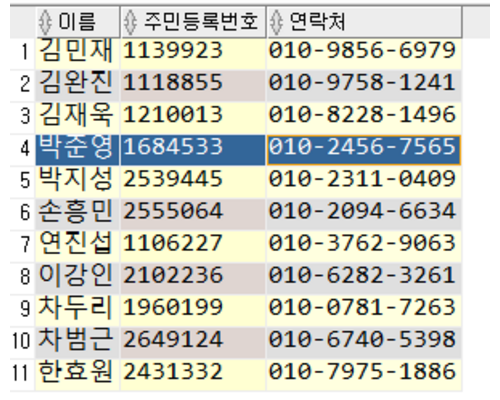 이름 주민등록번호 연락처
1 김민재 1139923 010-9856-6979
2 김완진 1118855 010-9758-1241
3 김재욱 1210013 010-8228-1496
4 박준영 1684533 010-2456-7565
5 박지성 2539445 010-2311-0409
6 손흥민 2555064 010-2094-6634
7 연진섭 1106227 010-3762-9063
8 이강인 2102236 010-6282-3261
9 차두리 1960199 010-0781-7263
10 차범근 2649124 010-6740-5398
11 한효원 2431332 010-7975-1886